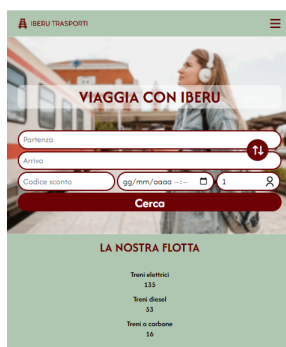 IBERU TRASPORTI
VIAGGIA CON IBERU
Partenza
Arrivo
Codice sconto
gg/mm/aaaa --:--
1
Cerca
LA NOSTRA FLOTTA
Treni elettrici
135
Treni diesel
53
Treni a carbone
16